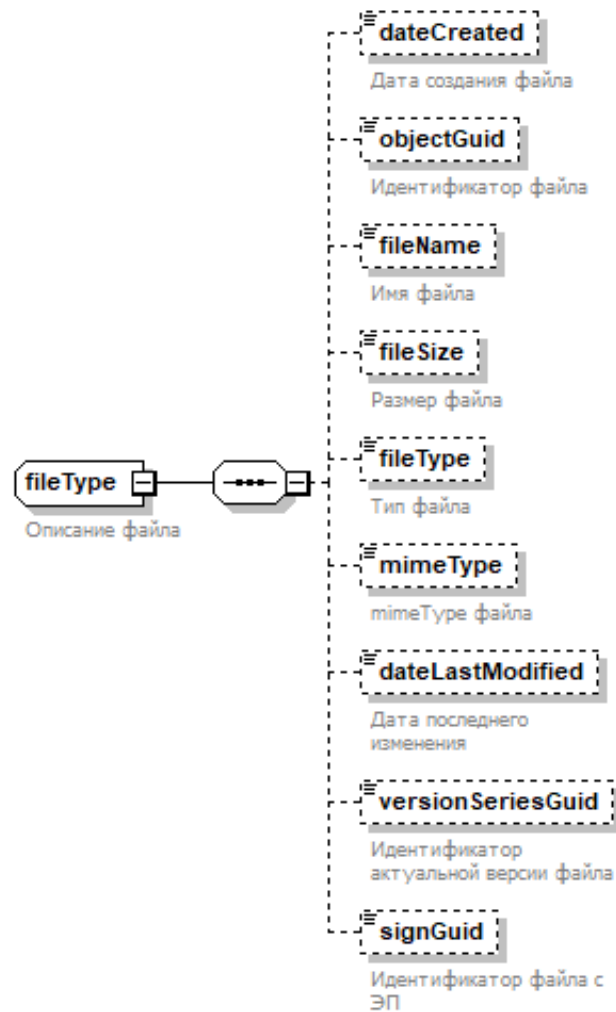 dateCreated
Дата создания файла
objectGuid
Идентификатор файла
fileName
Имя файла
fileSize
Размер файла
fileType
Описание файла
fileType
Тип файла
mimeType
mimeType файла
dateLastModified
Дата последнего
изменения
versionSeriesGuid
Идентификатор
актуальной версии файла
signGuid
Идентификатор файла с
ЭП